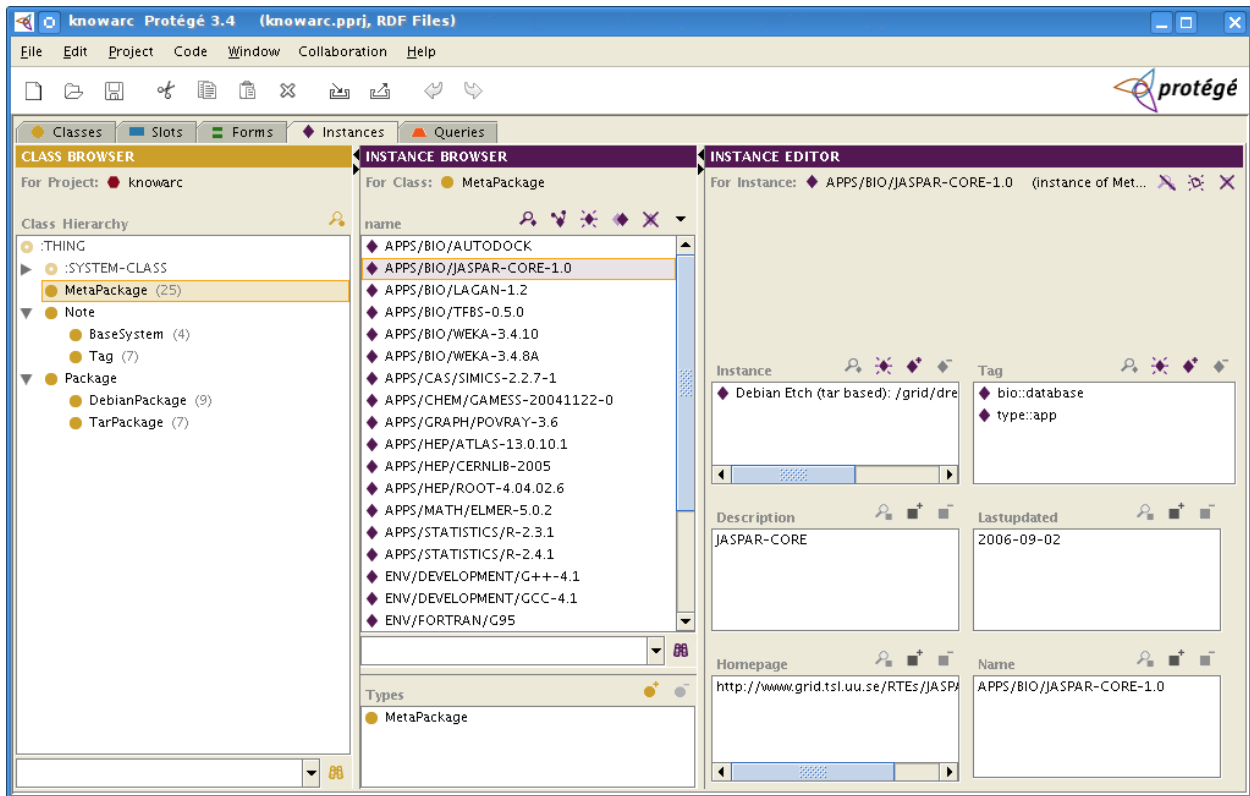 knowarc Protégé 3.4 (knowarc.pprj, RDF Files)
File Edit Project Code Window Collaboration Help
protégé
Classes Slots Forms Instances Queries
CLASS BROWSER
For Project: knowarc
Class Hierarchy
:THING
:SYSTEM-CLASS
MetaPackage (25)
Note
BaseSystem (4)
Tag (7)
Package
DebianPackage (9)
TarPackage (7)
INSTANCE BROWSER
For Class: MetaPackage
name
APPS/BIO/AUTODOCK
APPS/BIO/JASPAR-CORE-1.0
APPS/BIO/LAGAN-1.2
APPS/BIO/TFBS-0.5.0
APPS/BIO/WEKA-3.4.10
APPS/BIO/WEKA-3.4.8A
APPS/CAS/SIMICS-2.2.7-1
APPS/CHEM/GAMESS-20041122-0
APPS/GRAPH/POVRAY-3.6
APPS/HEP/ATLAS-13.0.10.1
APPS/HEP/CERNLIB-2005
APPS/HEP/ROOT-4.04.02.6
APPS/MATH/ELMER-5.0.2
APPS/STATISTICS/R-2.3.1
APPS/STATISTICS/R-2.4.1
ENV/DEVELOPMENT/G++-4.1
ENV/DEVELOPMENT/GCC-4.1
ENV/FORTRAN/G95
Types
MetaPackage
INSTANCE EDITOR
For Instance: APPS/BIO/JASPAR-CORE-1.0 (instance of Met...
Instance
Debian Etch (tar based): /grid/dre
Tag
bio::database
type::app
Description
JASPAR-CORE
Lastupdated
2006-09-02
Homepage
http://www.grid.tsl.uu.se/RTEs/JASPA
Name
APPS/BIO/JASPAR-CORE-1.0